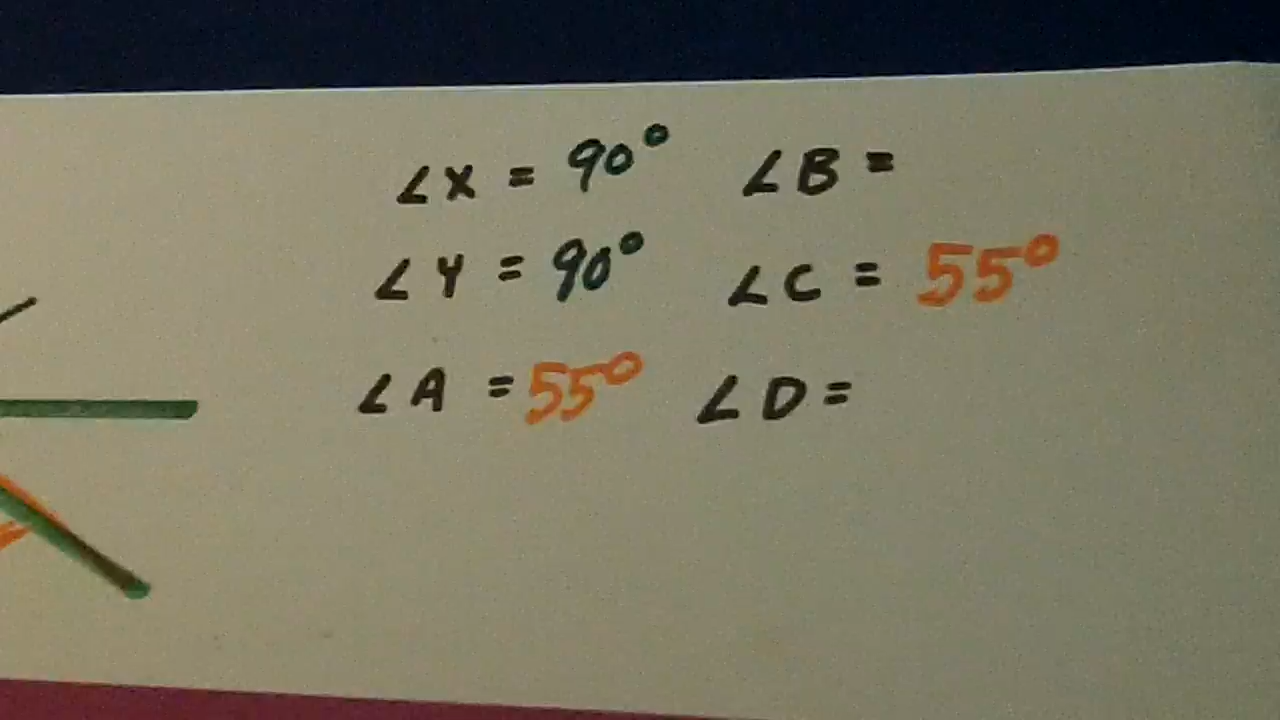 ∠X = 90° ∠B =
∠Y = 90° ∠C = 55°
∠A = 55° ∠D =